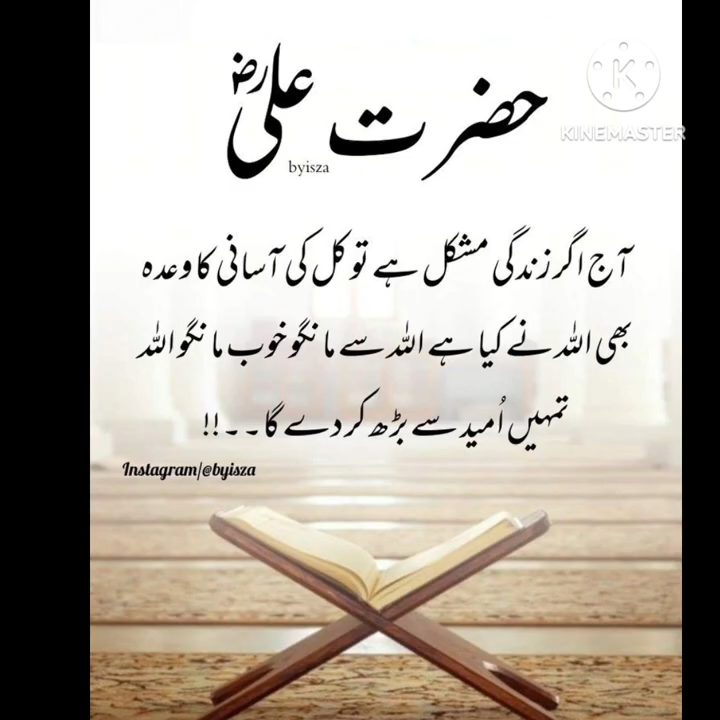 حضرت علیؓ
byisza
KINEMASTER
آج اگر زندگی مشکل ہے تو کل کی آسانی کا وعدہ
بھی اللہ نے کیا ہے اللہ سے مانگو خوب مانگو اللہ
تمہیں اُمید سے بڑھ کر دے گا۔۔!!
Instagram/@byisza